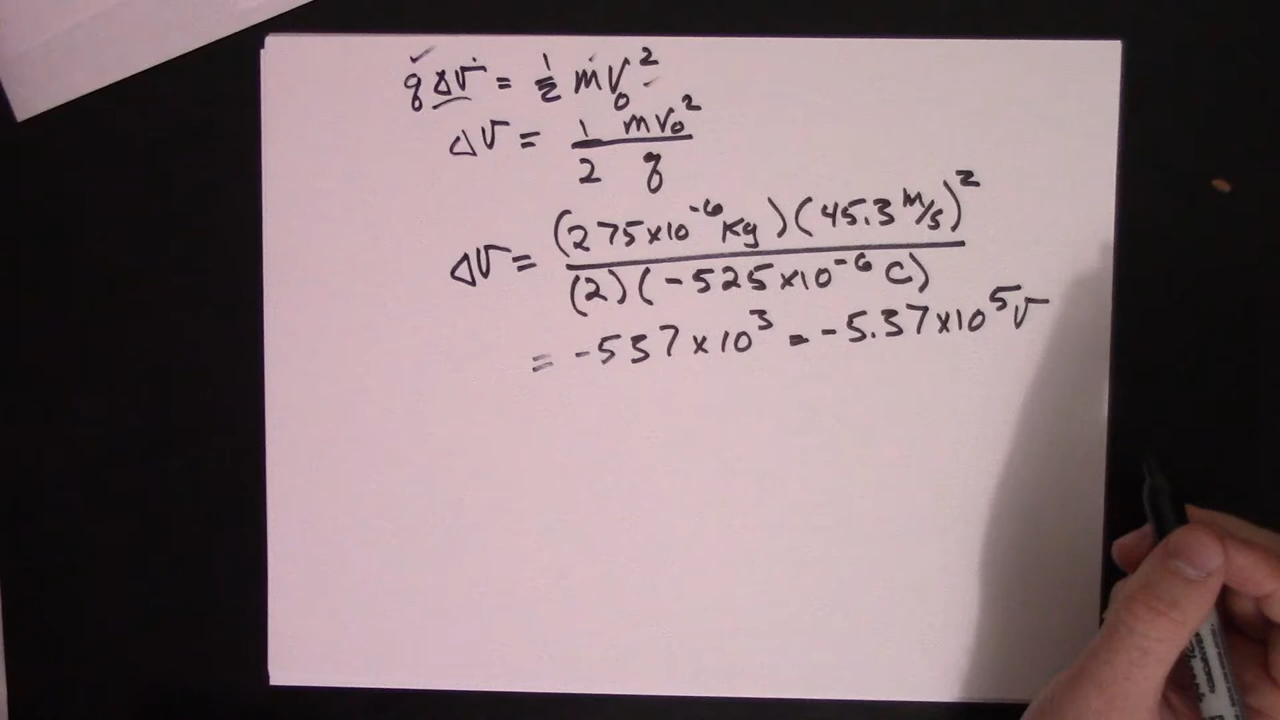 qΔV = 1/2 mV₀²
ΔV = 1/2 mV₀²/q
ΔV = (275×10⁻⁶ Kg)(45.3 m/s)² / (2)(-525×10⁻⁶ C)
= -537×10³ = -5.37×10⁵ V